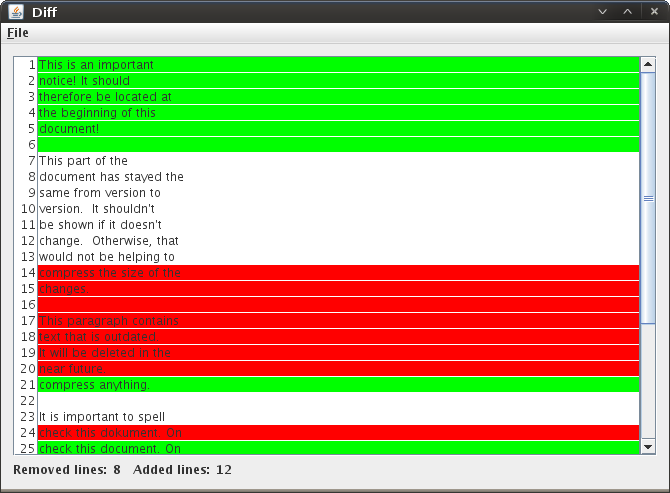 Diff
File
1 This is an important
2 notice! It should
3 therefore be located at
4 the beginning of this
5 document!
6
7 This part of the
8 document has stayed the
9 same from version to
10 version.  It shouldn't
11 be shown if it doesn't
12 change.  Otherwise, that
13 would not be helping to
14 compress the size of the
15 changes.
16
17 This paragraph contains
18 text that is outdated.
19 It will be deleted in the
20 near future.
21 compress anything.
22
23 It is important to spell
24 check this dokument. On
25 check this document. On
Removed lines: 8 Added lines: 12